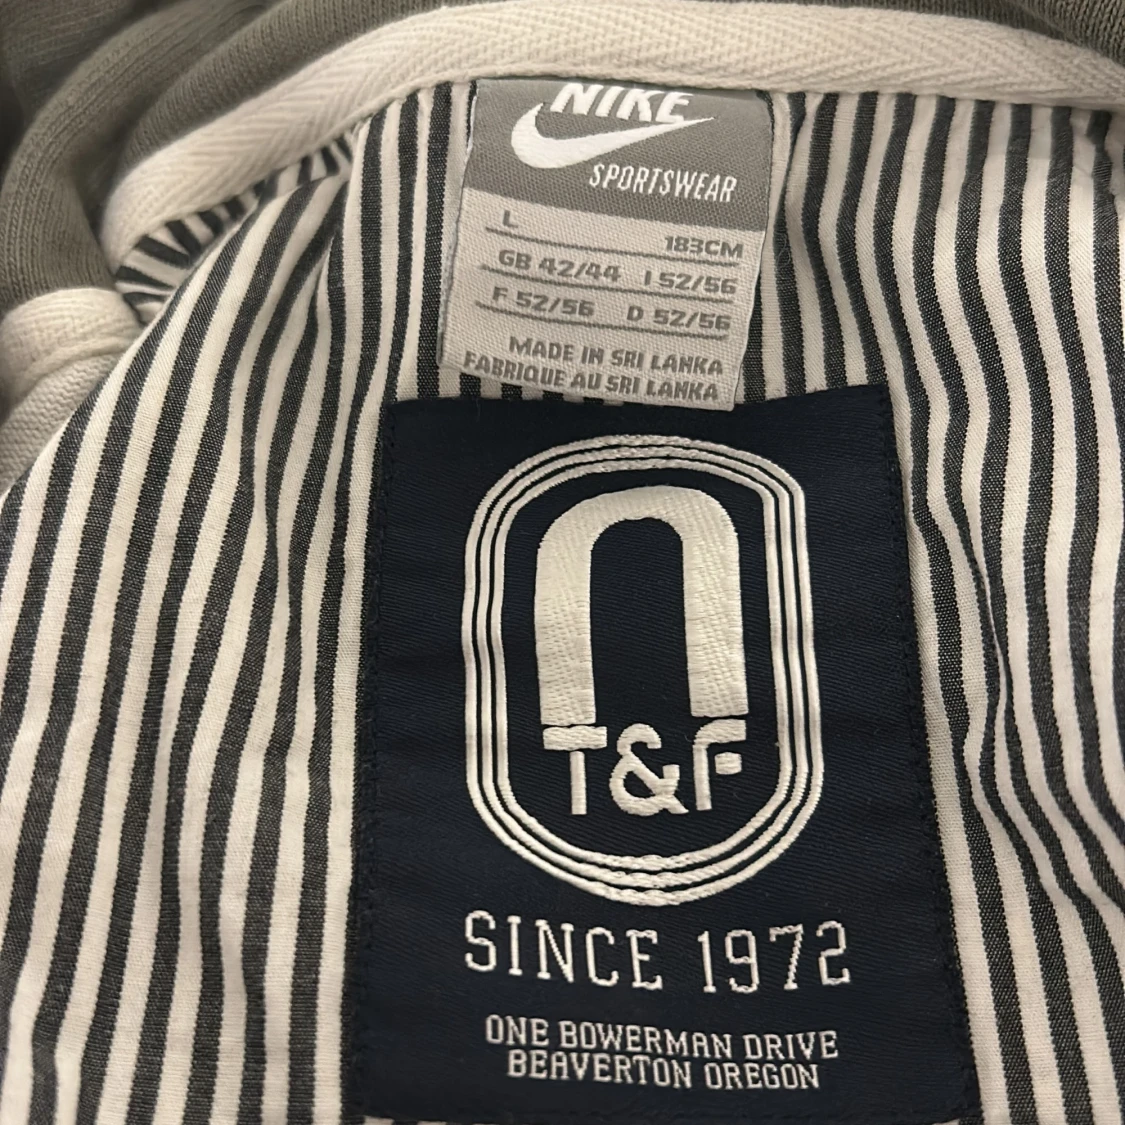 NIKE
SPORTSWEAR
L
183CM
GB 42/44 I 52/56
F 52/56 D 52/56
MADE IN SRI LANKA
FABRIQUE AU SRI LANKA
n
T&F
SINCE 1972
ONE BOWERMAN DRIVE
BEAVERTON OREGON